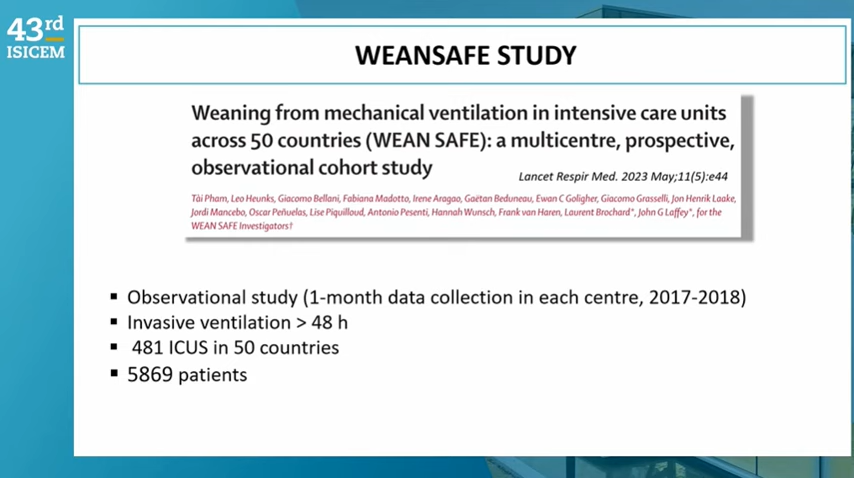 43rd
ISICEM
WEANSAFE STUDY
Weaning from mechanical ventilation in intensive care units
across 50 countries (WEAN SAFE): a multicentre, prospective,
observational cohort study
Lancet Respir Med. 2023 May;11(5):e44
Tài Pham, Leo Heunks, Giacomo Bellani, Fabiana Madotto, Irene Aragao, Gaëtan Beduneau, Ewan C Goligher, Giacomo Grasselli, Jon Henrik Laake,
Jordi Mancebo, Oscar Peñuelas, Lise Piquilloud, Antonio Pesenti, Hannah Wunsch, Frank van Haren, Laurent Brochard*, John G Laffey*, for the
WEAN SAFE Investigators†
▪ Observational study (1-month data collection in each centre, 2017-2018)
▪ Invasive ventilation > 48 h
▪ 481 ICUS in 50 countries
▪ 5869 patients